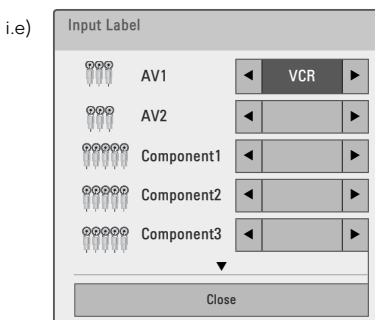 i.e)
Input Label
AV1 ◄ VCR ►
AV2 ◄ ►
Component1 ◄ ►
Component2 ◄ ►
Component3 ◄ ►
▼
Close